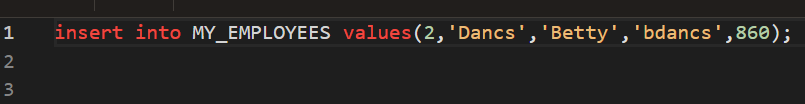 1 insert into MY_EMPLOYEES values(2,'Dancs','Betty','bdancs',860);
2
3